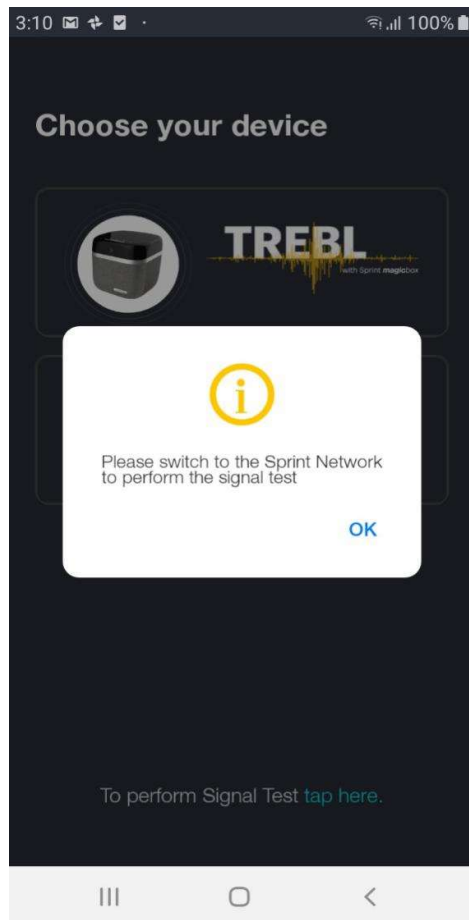 3:10
100%
Choose your device
TREBL
with Sprint magicbox
Please switch to the Sprint Network
to perform the signal test
OK
To perform Signal Test tap here.